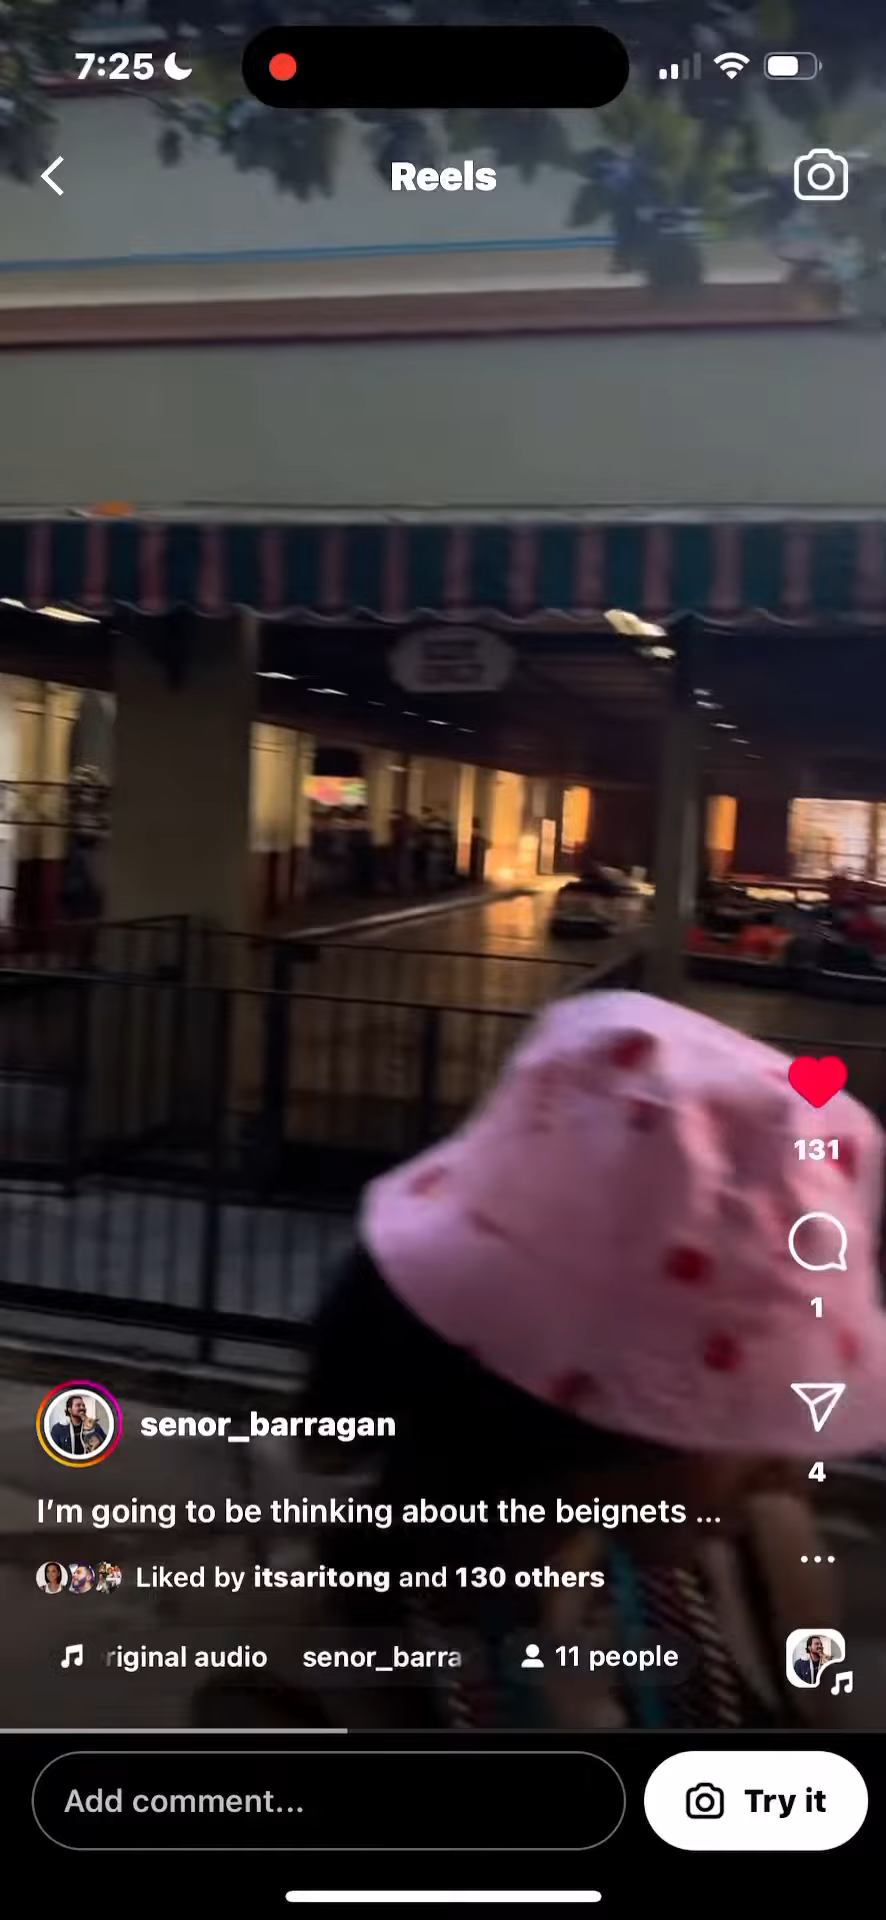 7:25
Reels
131
1
senor_barragan
4
I'm going to be thinking about the beignets ...
Liked by itsaritong and 130 others
riginal audio senor_barra 11 people
Add comment...
Try it